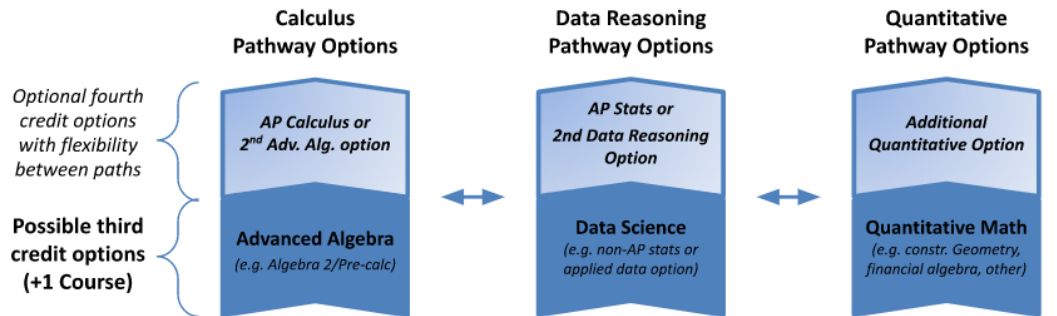 Calculus
Pathway Options
Data Reasoning
Pathway Options
Quantitative
Pathway Options
Optional fourth
credit options
with flexibility
between paths
AP Calculus or
2nd Adv. Alg. option
AP Stats or
2nd Data Reasoning
Option
Additional
Quantitative Option
Possible third
credit options
(+1 Course)
Advanced Algebra
(e.g. Algebra 2/Pre-calc)
Data Science
(e.g. non-AP stats or
applied data option)
Quantitative Math
(e.g. constr. Geometry,
financial algebra, other)